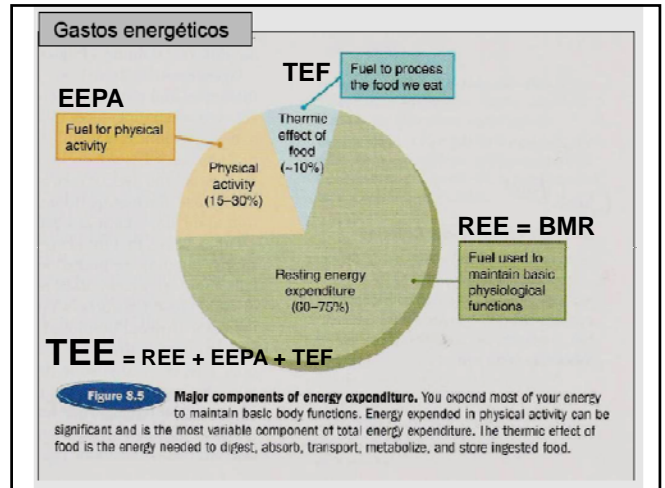 Gastos energéticos
TEF
Fuel to process
the food we eat
EEPA
Fuel for physical
activity
Thermic
effect of
food
(~10%)
Physical
activity
(15–30%)
REE = BMR
Fuel used to
maintain basic
physiological
functions
Resting energy
expenditure
(60–75%)
TEE = REE + EEPA + TEF
Figure 8.5 Major components of energy expenditure. You expend most of your energy
to maintain basic body functions. Energy expended in physical activity can be
significant and is the most variable component of total energy expenditure. The thermic effect of
food is the energy needed to digest, absorb, transport, metabolize, and store ingested food.